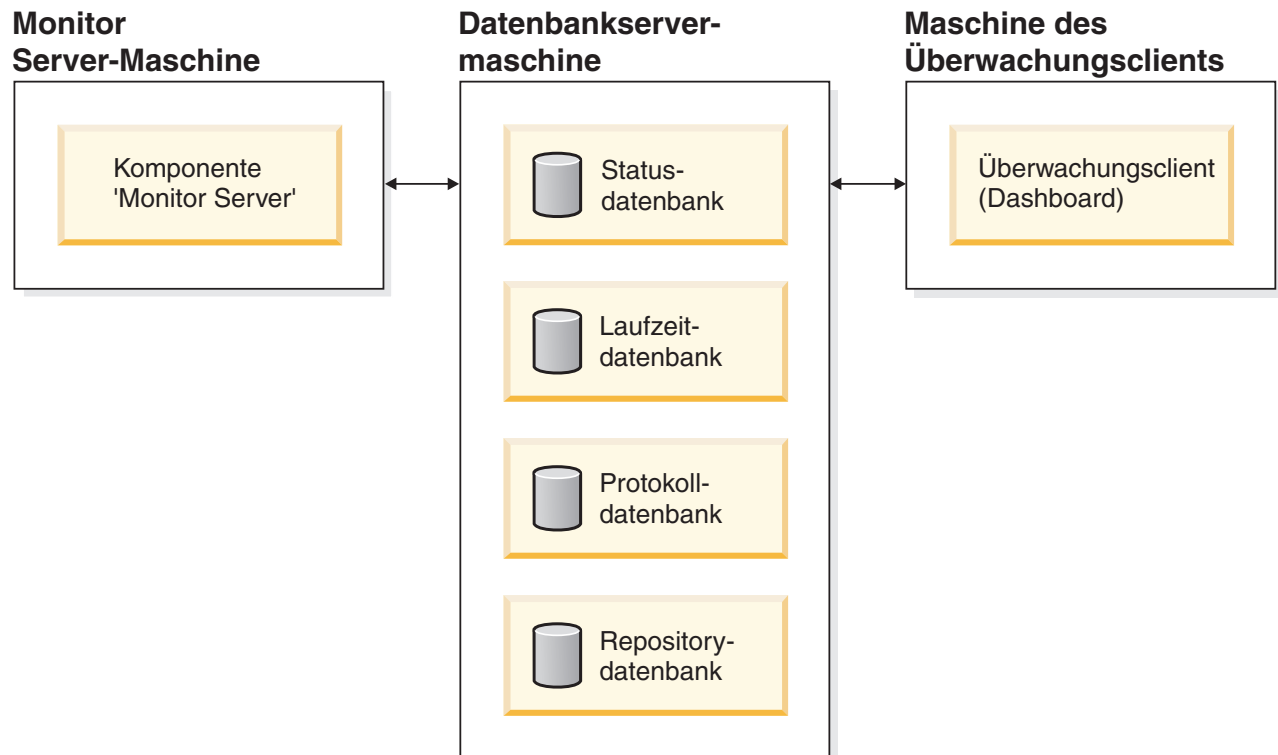 Monitor
Server-Maschine
Datenbankserver-
maschine
Maschine des
Überwachungsclients
Komponente
'Monitor Server'
Status-
datenbank
Laufzeit-
datenbank
Protokoll-
datenbank
Repository-
datenbank
Überwachungsclient
(Dashboard)